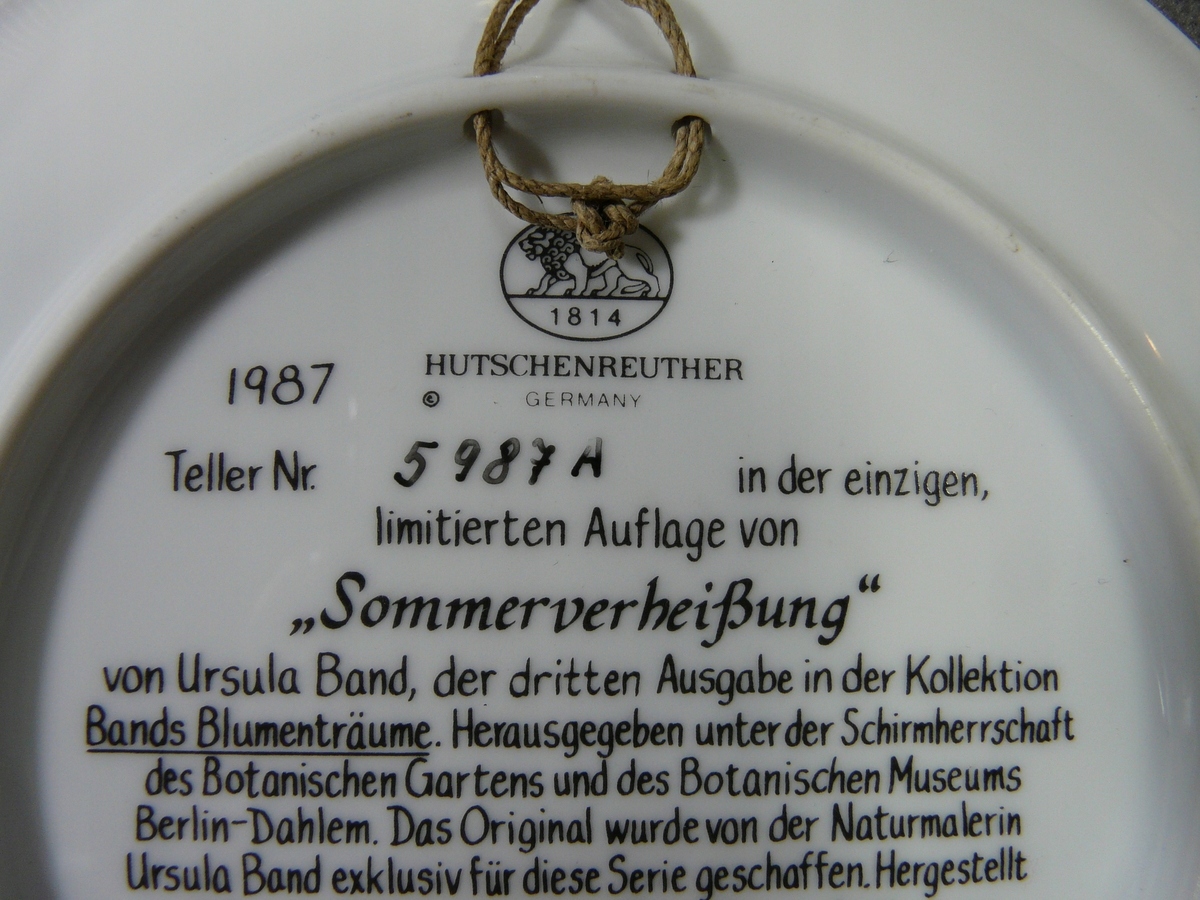 1814
HUTSCHENREUTHER
© GERMANY
1987
Teller Nr. 5987A in der einzigen,
limitierten Auflage von
„Sommerverheißung“
von Ursula Band, der dritten Ausgabe in der Kollektion
Bands Blumenträume. Herausgegeben unter der Schirmherrschaft
des Botanischen Gartens und des Botanischen Museums
Berlin-Dahlem. Das Original wurde von der Naturmalerin
Ursula Band exklusiv für diese Serie geschaffen. Hergestellt